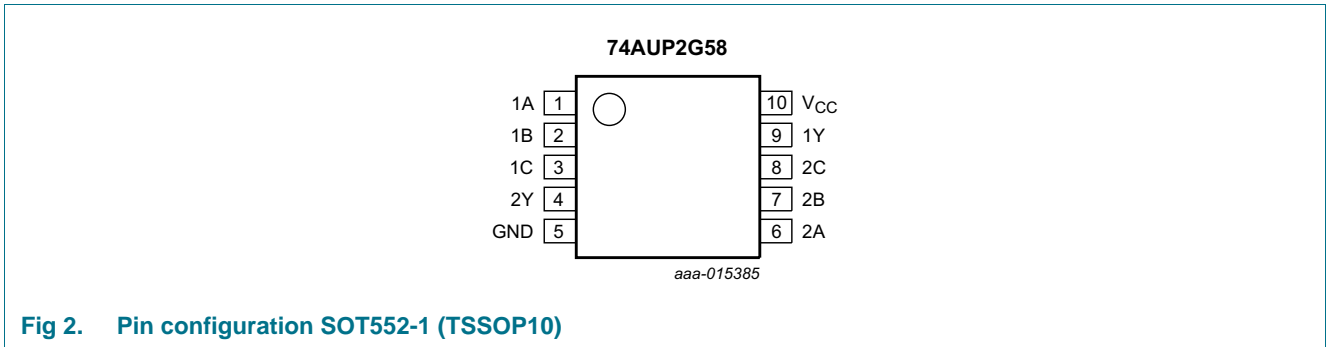 74AUP2G58
1A 1 10 VCC
1B 2 9 1Y
1C 3 8 2C
2Y 4 7 2B
GND 5 6 2A
aaa-015385
Fig 2. Pin configuration SOT552-1 (TSSOP10)